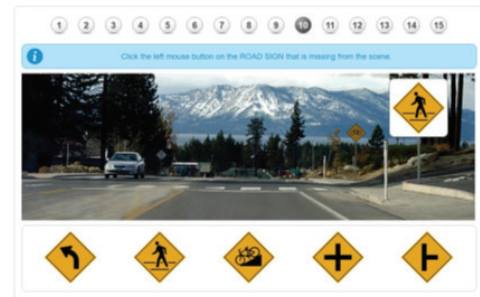 1 2 3 4 5 6 7 8 9 10 11 12 13 14 15
i Click the left mouse button on the ROAD SIGN that is missing from the scene